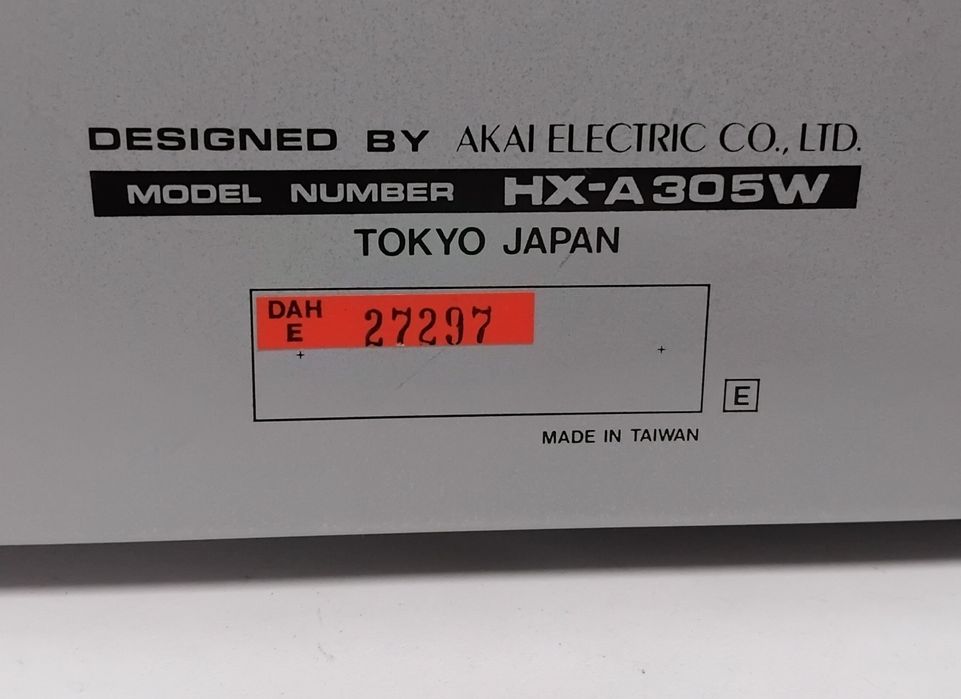 DESIGNED BY AKAI ELECTRIC CO., LTD.
MODEL NUMBER HX-A305W
TOKYO JAPAN
DAH
E 27297
E
MADE IN TAIWAN